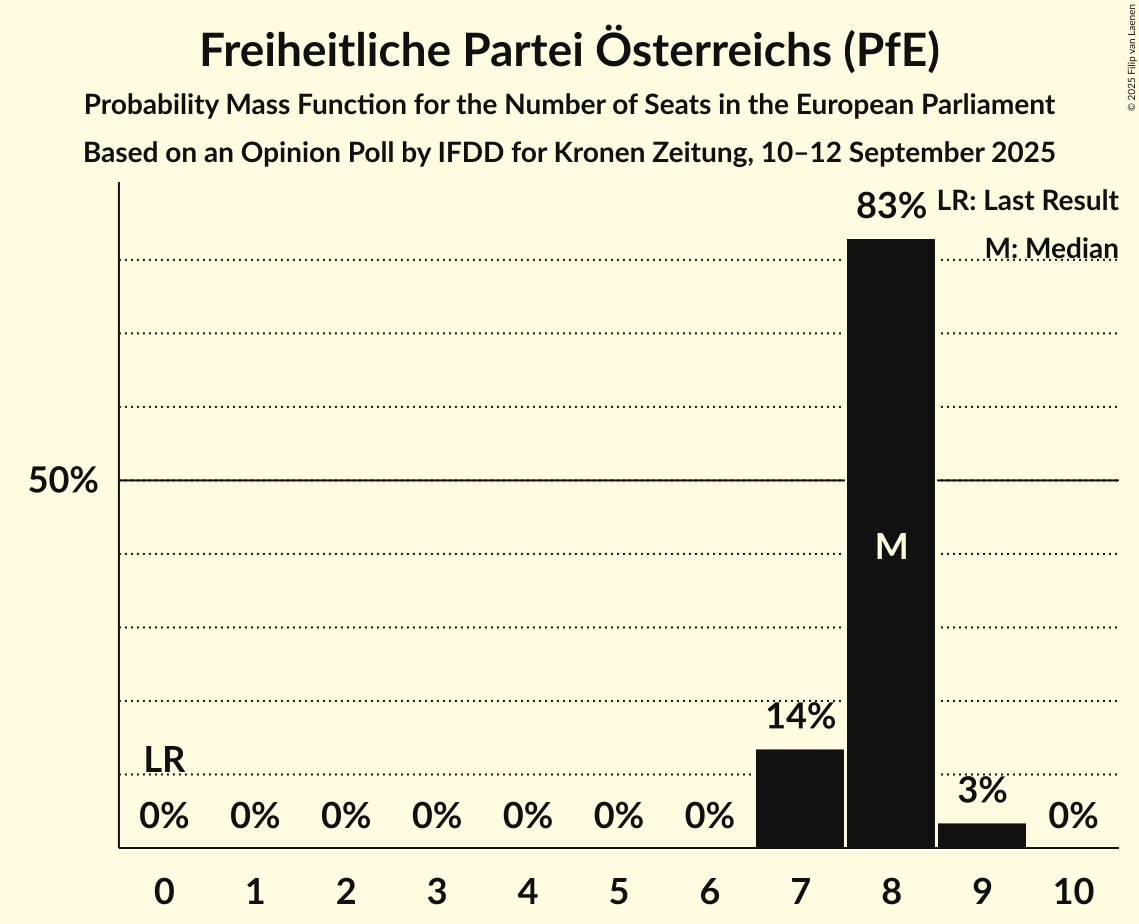 Freiheitliche Partei Österreichs (PfE)
Probability Mass Function for the Number of Seats in the European Parliament
Based on an Opinion Poll by IFDD for Kronen Zeitung, 10–12 September 2025
© 2025 Filip van Laenen
LR: Last Result
M: Median
83%
50%
M
14%
LR
3%
0% 0% 0% 0% 0% 0% 0% 0%
0 1 2 3 4 5 6 7 8 9 10